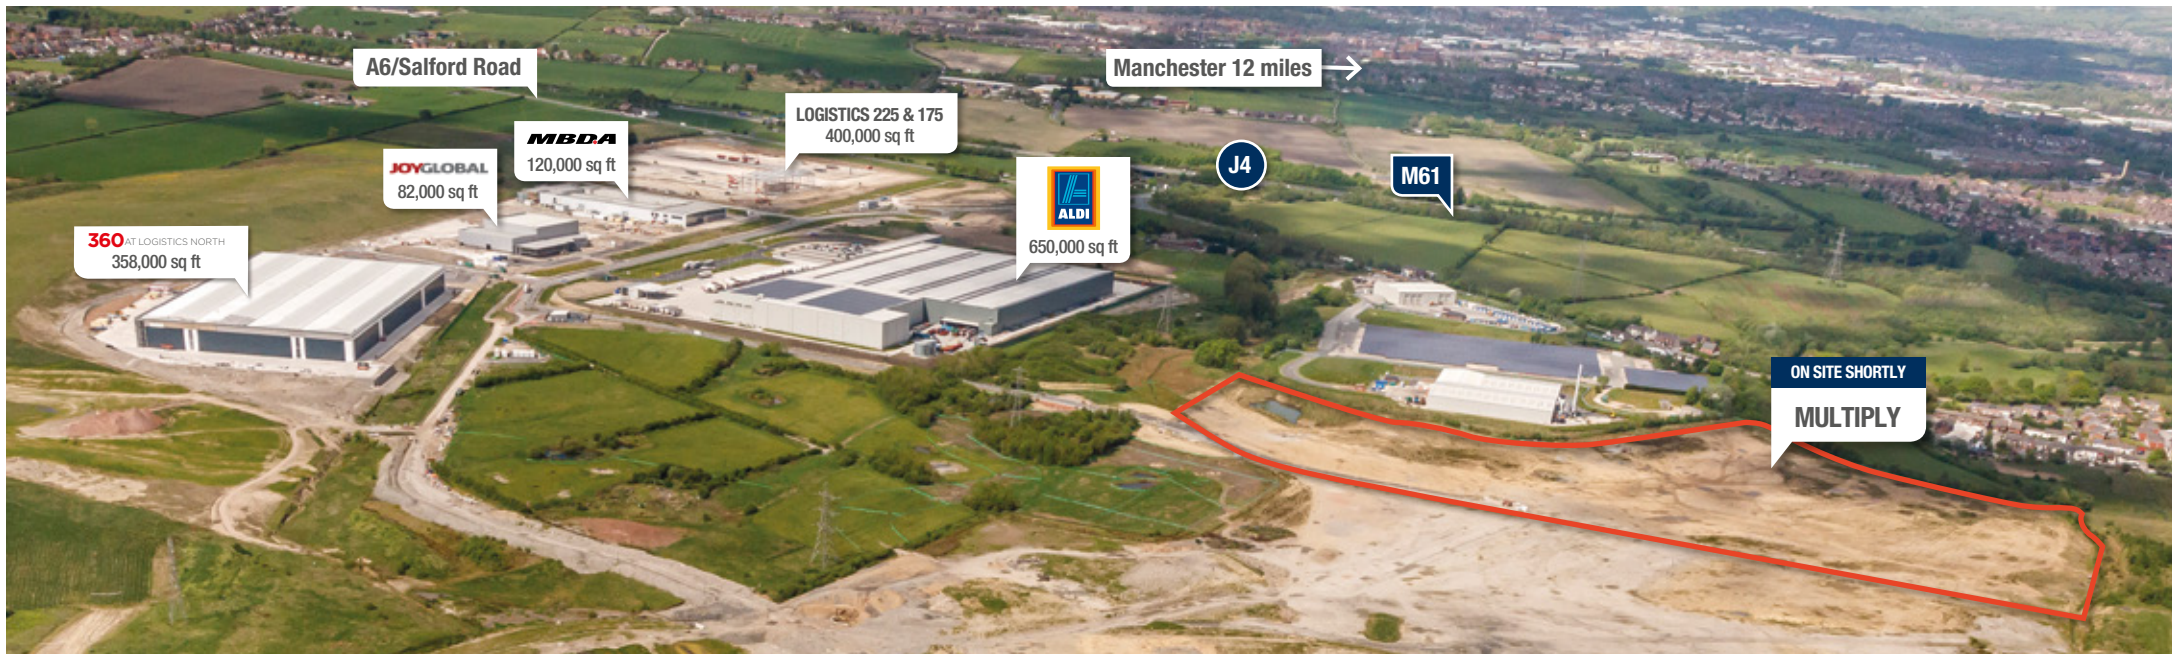 A6/Salford Road
Manchester 12 miles
LOGISTICS 225 & 175
400,000 sq ft
MBDA
120,000 sq ft
JOYGLOBAL
82,000 sq ft
J4
M61
ALDI
650,000 sq ft
360 AT LOGISTICS NORTH
358,000 sq ft
ON SITE SHORTLY
MULTIPLY